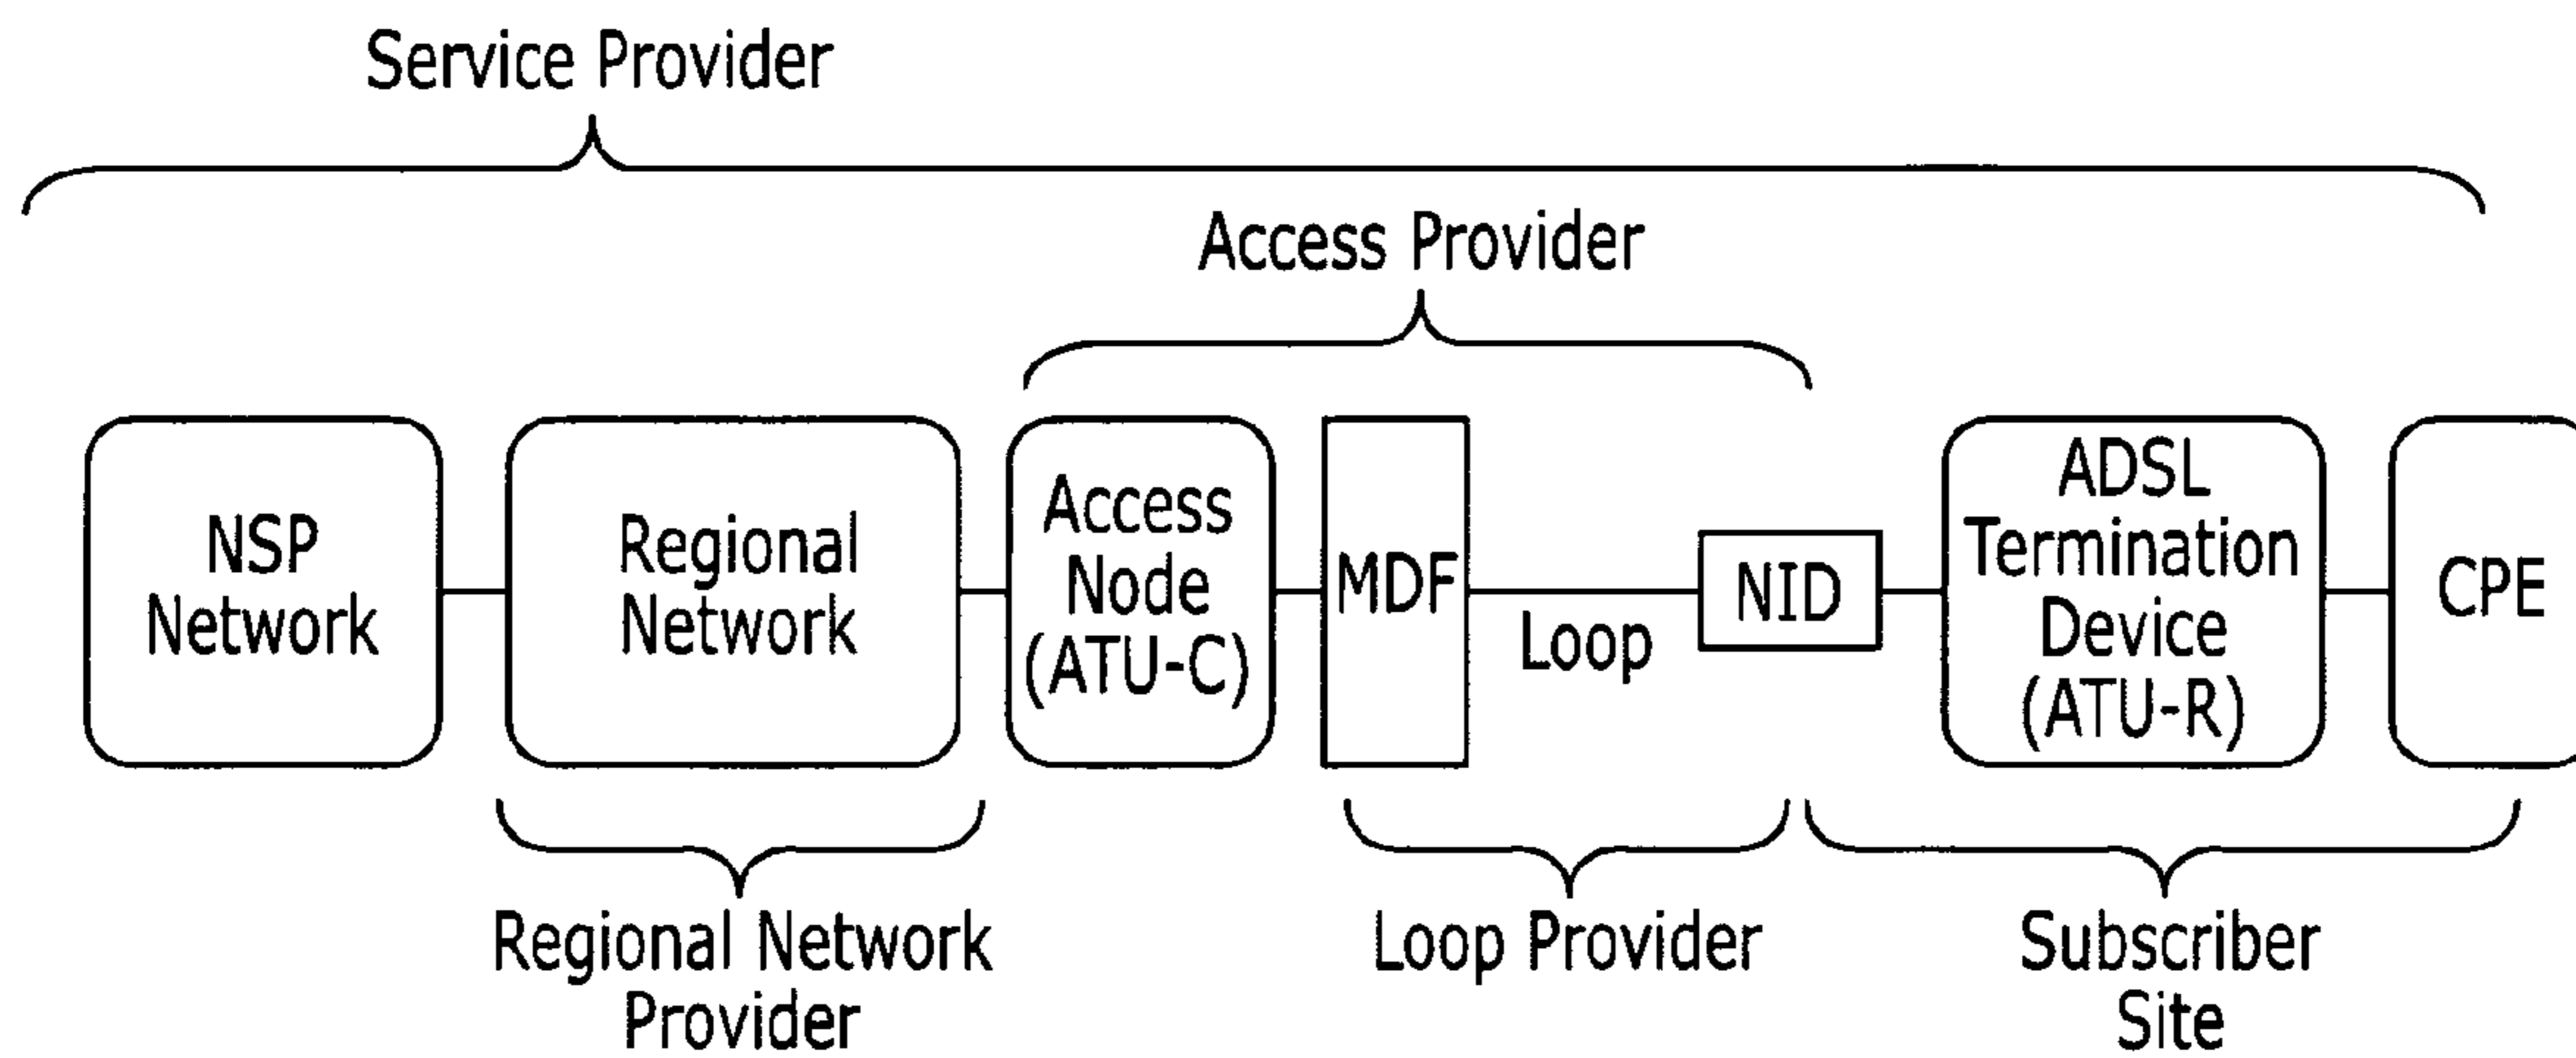 Service Provider
Access Provider
NSP
Network
Regional
Network
Access
Node
(ATU-C)
MDF
Loop
NID
ADSL
Termination
Device
(ATU-R)
CPE
Regional Network
Provider
Loop Provider
Subscriber
Site